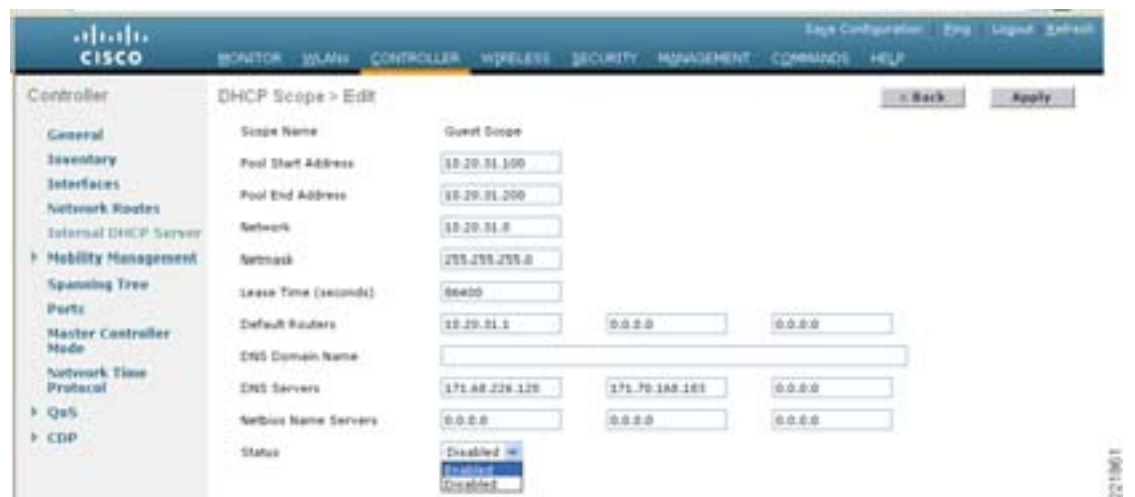 Save Configuration Ping Logout Refresh
CISCO
MONITOR WLANs CONTROLLER WIRELESS SECURITY MANAGEMENT COMMANDS HELP
Controller
DHCP Scope > Edit
< Back
Apply
General
Inventory
Interfaces
Network Routes
Internal DHCP Server
Mobility Management
Spanning Tree
Ports
Master Controller
Mode
Network Time
Protocol
QoS
CDP
Scope Name Guest Scope
Pool Start Address 10.20.31.100
Pool End Address 10.20.31.200
Network 10.20.31.0
Netmask 255.255.255.0
Lease Time (seconds) 86400
Default Routers 10.20.31.1 0.0.0.0 0.0.0.0
DNS Domain Name
DNS Servers 171.68.226.120 171.70.168.183 0.0.0.0
Netbios Name Servers 0.0.0.0 0.0.0.0 0.0.0.0
Status Disabled
Enabled
Disabled
221961